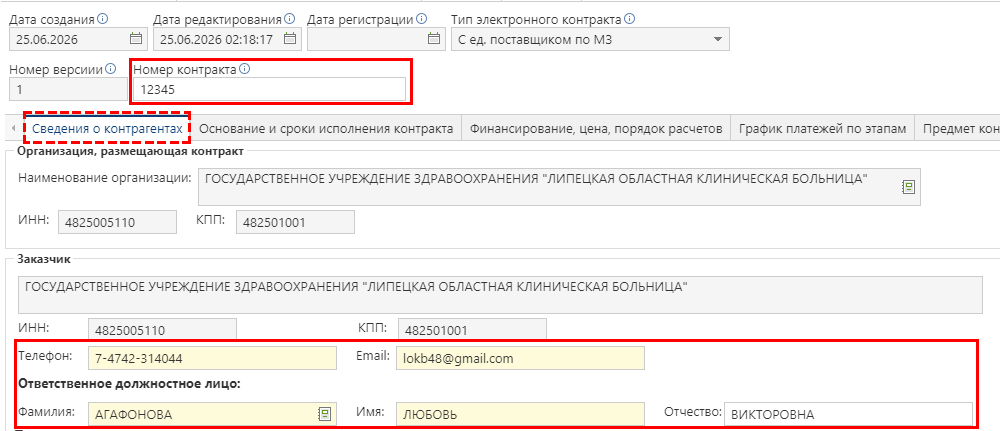 Дата создания Дата редактирования Дата регистрации Тип электронного контракта
25.06.2026 25.06.2026 02:18:17 С ед. поставщиком по МЗ
Номер версиии Номер контракта
1 12345
Сведения о контрагентах Основание и сроки исполнения контракта Финансирование, цена, порядок расчетов График платежей по этапам Предмет кон
Организация, размещающая контракт
Наименование организации: ГОСУДАРСТВЕННОЕ УЧРЕЖДЕНИЕ ЗДРАВООХРАНЕНИЯ "ЛИПЕЦКАЯ ОБЛАСТНАЯ КЛИНИЧЕСКАЯ БОЛЬНИЦА"
ИНН: 4825005110 КПП: 482501001
Заказчик
ГОСУДАРСТВЕННОЕ УЧРЕЖДЕНИЕ ЗДРАВООХРАНЕНИЯ "ЛИПЕЦКАЯ ОБЛАСТНАЯ КЛИНИЧЕСКАЯ БОЛЬНИЦА"
ИНН: 4825005110 КПП: 482501001
Телефон: 7-4742-314044 Email: lokb48@gmail.com
Ответственное должностное лицо:
Фамилия: АГАФОНОВА Имя: ЛЮБОВЬ Отчество: ВИКТОРОВНА